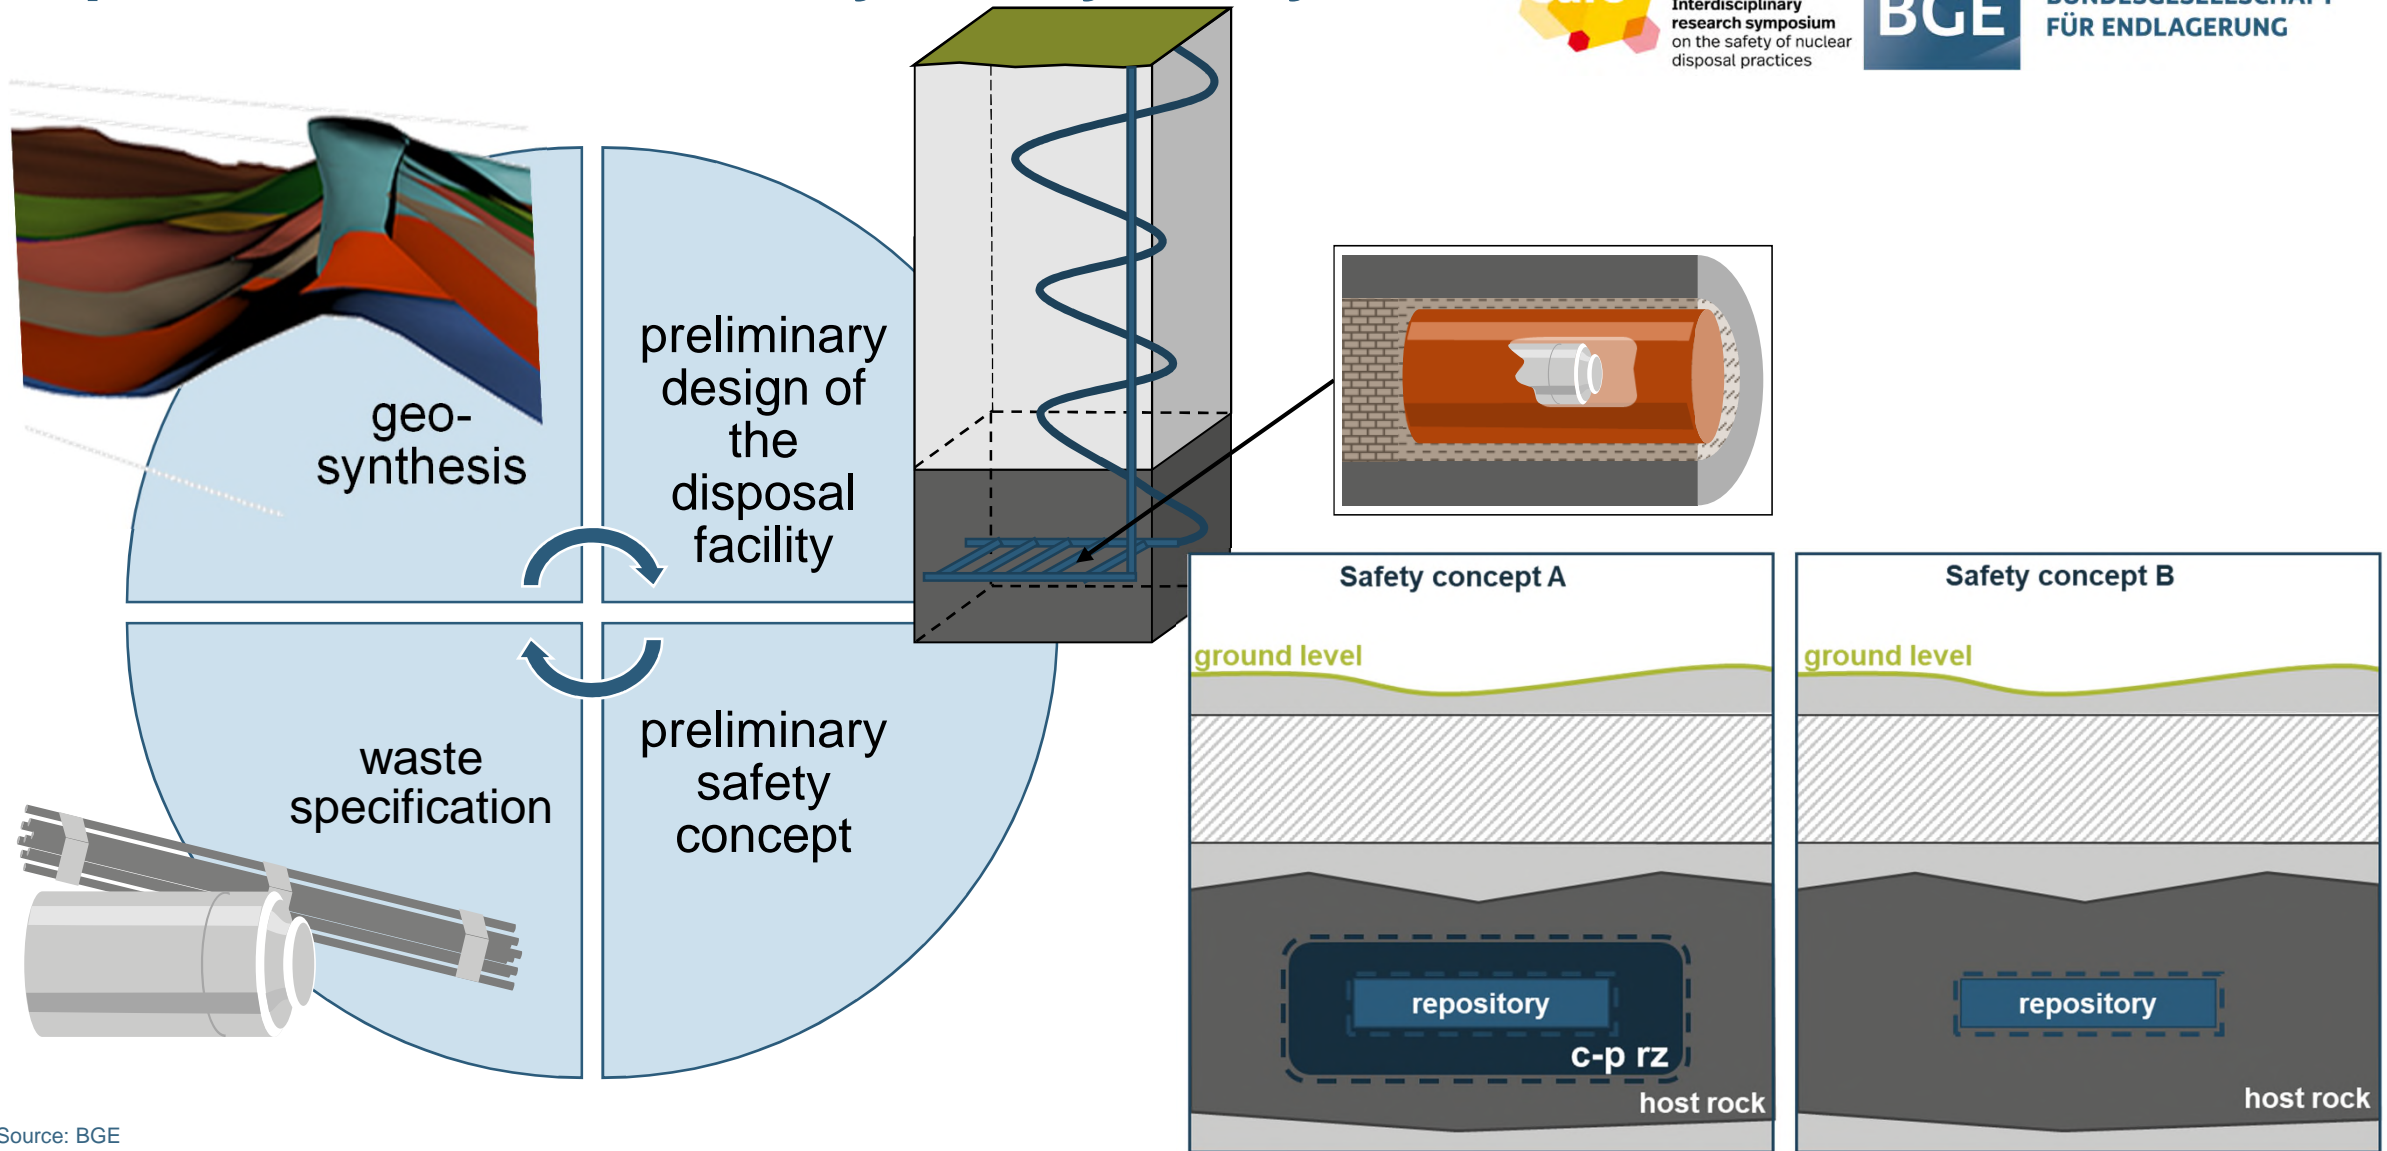 Interdisciplinary
research symposium
on the safety of nuclear
disposal practices
BGE
BUNDESGESELLSCHAFT
FÜR ENDLAGERUNG
geo-
synthesis
preliminary
design of
the
disposal
facility
waste
specification
preliminary
safety
concept
Safety concept A
ground level
repository
c-p rz
host rock
Safety concept B
ground level
repository
host rock
Source: BGE